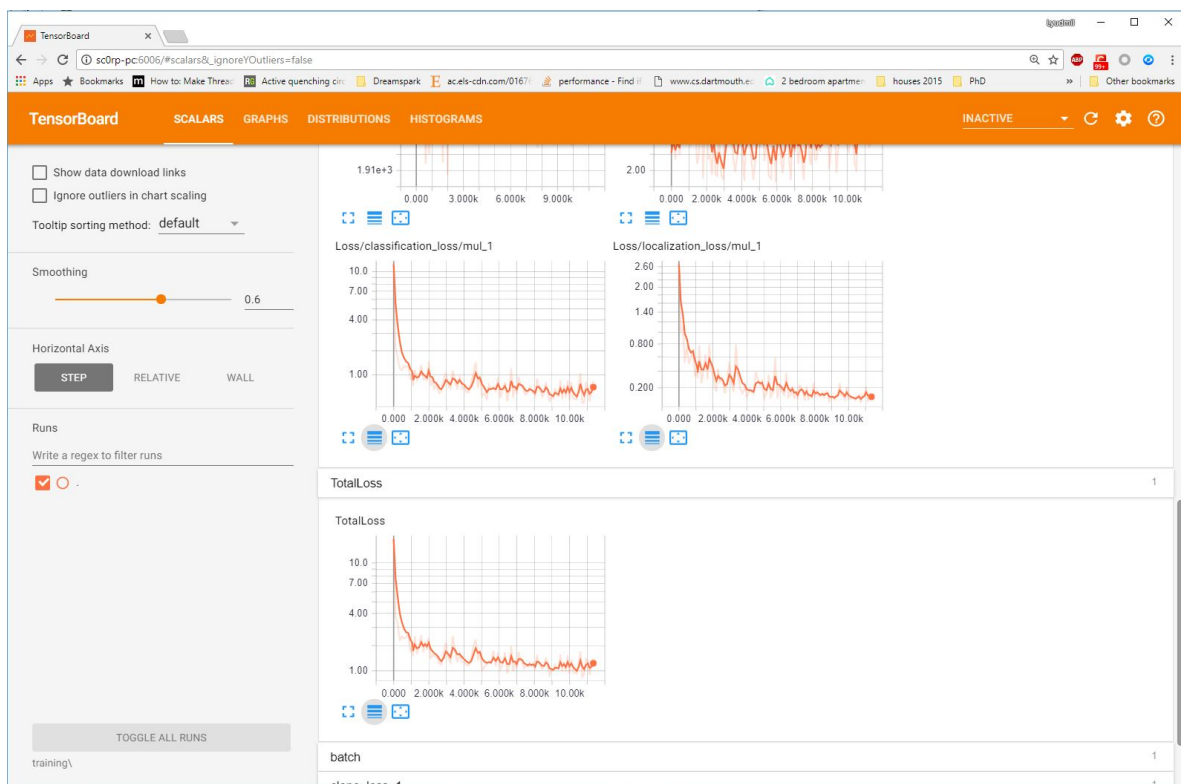 lyudmil
TensorBoard
sc0rp-pc:6006/#scalars&_ignoreYOutliers=false
Apps Bookmarks How to: Make Threa Active quenching circ Dreamspark ac.els-cdn.com/0167 performance - Find i www.cs.dartmouth.ec 2 bedroom apartmen houses 2015 PhD » Other bookmarks
ABP
99+
TensorBoard SCALARS GRAPHS DISTRIBUTIONS HISTOGRAMS INACTIVE
Show data download links
Ignore outliers in chart scaling
Tooltip sorting method: default
Smoothing
0.6
Horizontal Axis
STEP RELATIVE WALL
Runs
Write a regex to filter runs
.
TOGGLE ALL RUNS
training\
1.91e+3
0.000 3.000k 6.000k 9.000k
2.00
0.000 2.000k 4.000k 6.000k 8.000k 10.00k
Loss/classification_loss/mul_1
10.0
7.00
4.00
1.00
0.000 2.000k 4.000k 6.000k 8.000k 10.00k
Loss/localization_loss/mul_1
2.60
2.00
1.40
0.800
0.200
0.000 2.000k 4.000k 6.000k 8.000k 10.00k
TotalLoss 1
TotalLoss
10.0
7.00
4.00
1.00
0.000 2.000k 4.000k 6.000k 8.000k 10.00k
batch 1